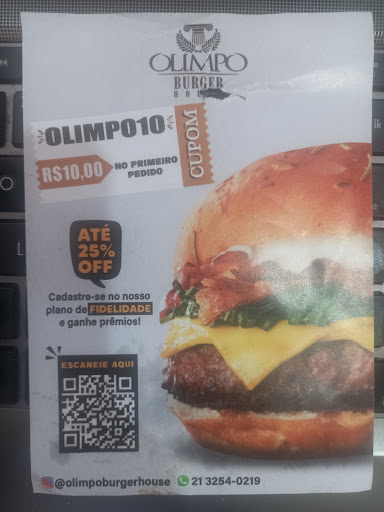 OLIMPO
BURGER
HOUSE
OLIMPO10
CUPOM
R$10,00
NO PRIMEIRO
PEDIDO
ATÉ
25%
OFF
Cadastre-se no nosso
plano de FIDELIDADE
e ganhe prêmios!
ESCANEIE AQUI
@olimpoburgerhouse 21 3254-0219